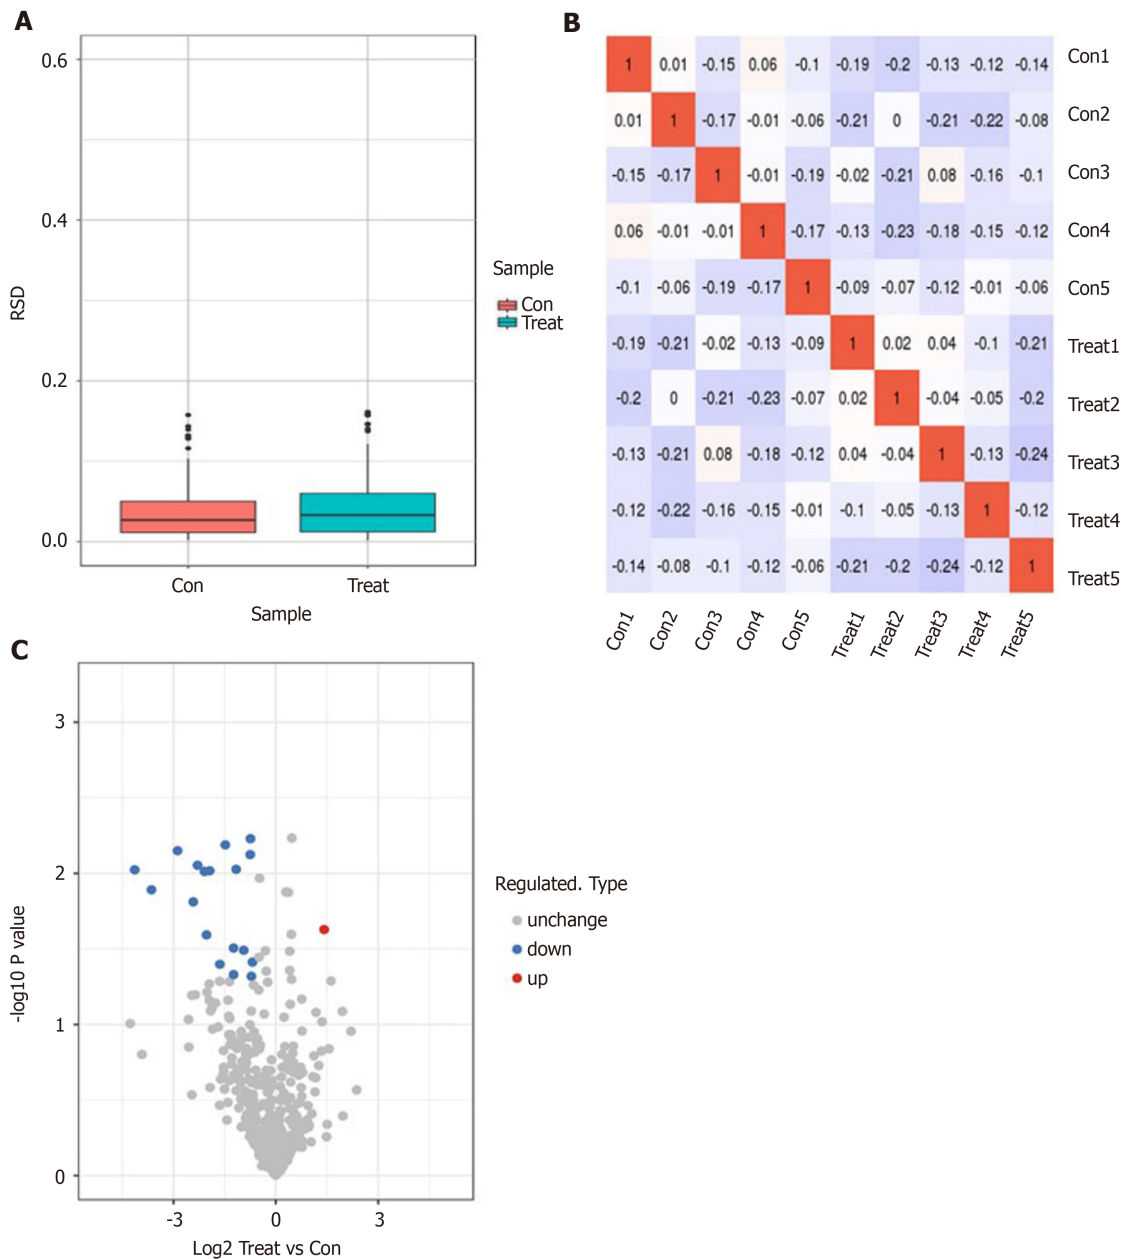 A
0.6
0.4
0.2
0.0
RSD
Con Treat
Sample
Sample
Con
Treat
B
1 0.01 -0.15 0.06 -0.1 -0.19 -0.2 -0.13 -0.12 -0.14 Con1
0.01 1 -0.17 -0.01 -0.06 -0.21 0 -0.21 -0.22 -0.08 Con2
-0.15 -0.17 1 -0.01 -0.19 -0.02 -0.21 0.08 -0.16 -0.1 Con3
0.06 -0.01 -0.01 1 -0.17 -0.13 -0.23 -0.18 -0.15 -0.12 Con4
-0.1 -0.06 -0.19 -0.17 1 -0.09 -0.07 -0.12 -0.01 -0.06 Con5
-0.19 -0.21 -0.02 -0.13 -0.09 1 0.02 0.04 -0.1 -0.21 Treat1
-0.2 0 -0.21 -0.23 -0.07 0.02 1 -0.04 -0.05 -0.2 Treat2
-0.13 -0.21 0.08 -0.18 -0.12 0.04 -0.04 1 -0.13 -0.24 Treat3
-0.12 -0.22 -0.16 -0.15 -0.01 -0.1 -0.05 -0.13 1 -0.12 Treat4
-0.14 -0.08 -0.1 -0.12 -0.06 -0.21 -0.2 -0.24 -0.12 1 Treat5
Con1 Con2 Con3 Con4 Con5 Treat1 Treat2 Treat3 Treat4 Treat5
C
3
2
1
0
-log10 P value
-3 0 3
Log2 Treat vs Con
Regulated. Type
unchange
down
up